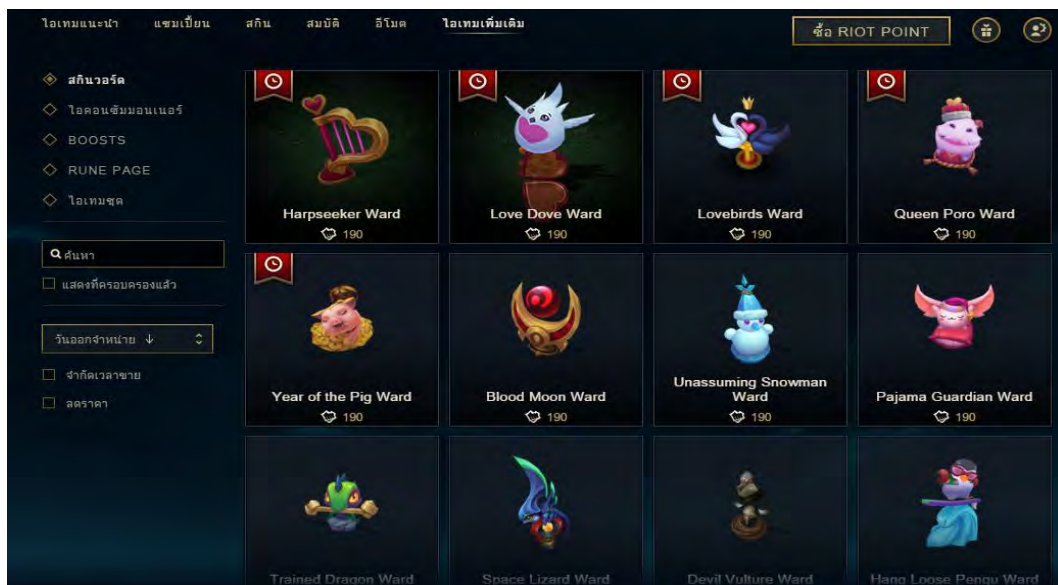 ไอเทมแนะนำ แชมเปี้ยน สกิน สมบัติ อีโมต ไอเทมเพิ่มเติม ซื้อ RIOT POINT
สกินวอร์ด
ไอคอนซัมมอนเนอร์
BOOSTS
RUNE PAGE
ไอเทมชุด
ค้นหา
แสดงที่ครอบครองแล้ว
วันออกจำหน่าย ↓
จำกัดเวลาขาย
ลดราคา
Harpseeker Ward
190
Love Dove Ward
190
Lovebirds Ward
190
Queen Poro Ward
190
Year of the Pig Ward
190
Blood Moon Ward
190
Unassuming Snowman
Ward
190
Pajama Guardian Ward
190
Trained Dragon Ward
Space Lizard Ward
Devil Vulture Ward
Hang Loose Pengu Ward